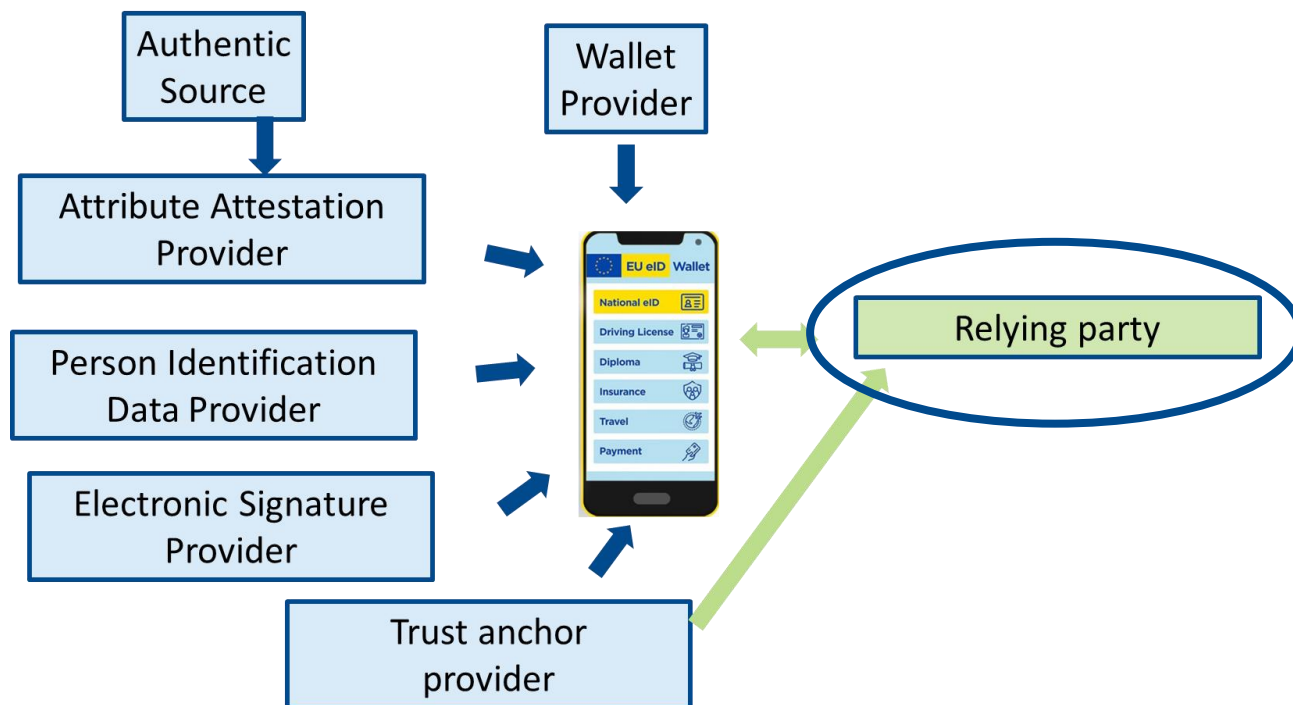 Authentic
Source
Wallet
Provider
Attribute Attestation
Provider
EU eID Wallet
National eID
Driving License
Diploma
Insurance
Travel
Payment
Relying party
Person Identification
Data Provider
Electronic Signature
Provider
Trust anchor
provider